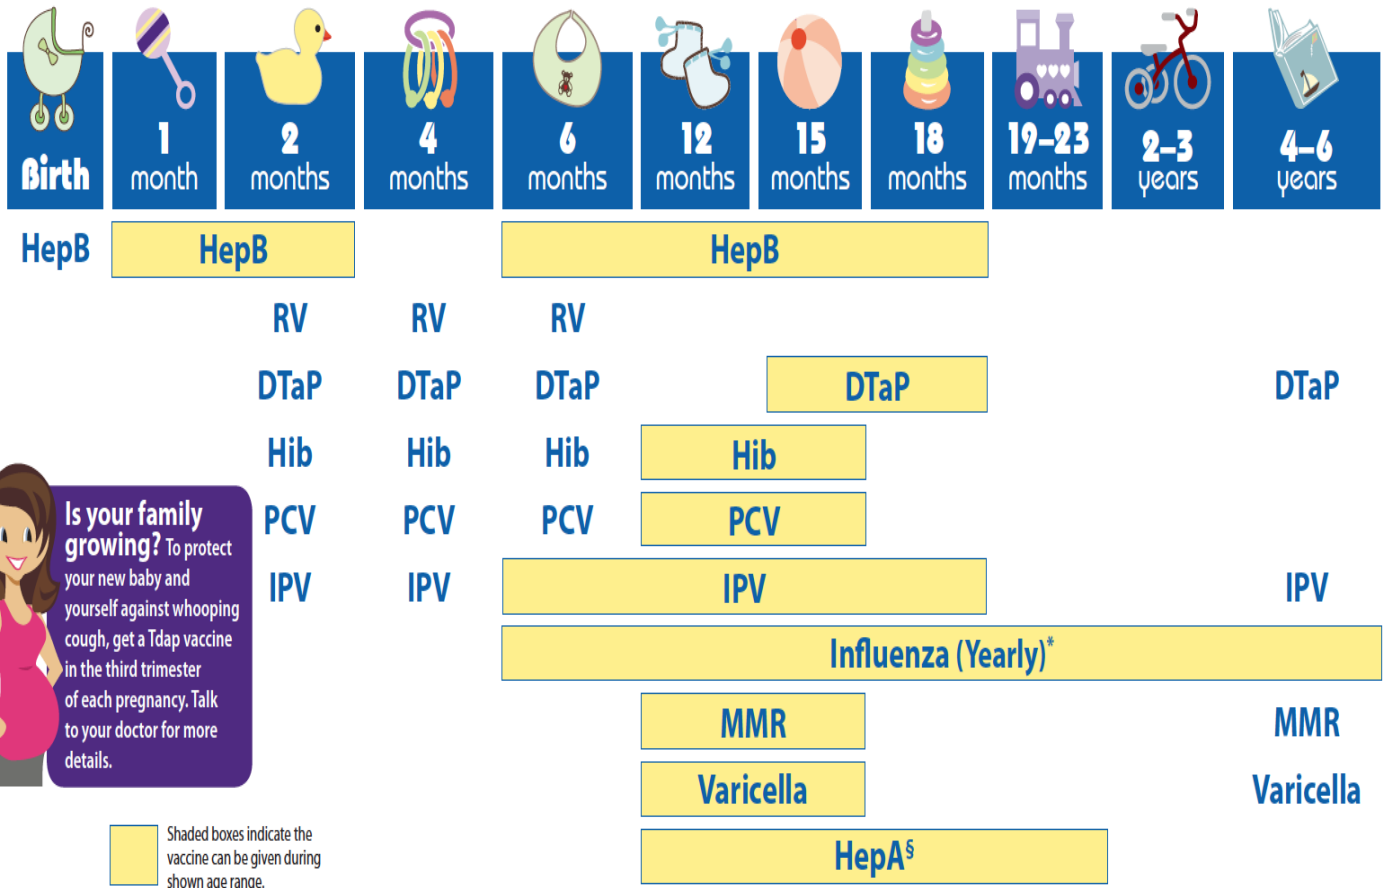 Birth
1 month
2 months
4 months
6 months
12 months
15 months
18 months
19–23 months
2–3 years
4–6 years
HepB HepB HepB
RV RV RV
DTaP DTaP DTaP DTaP DTaP
Hib Hib Hib Hib
PCV PCV PCV PCV
IPV IPV IPV IPV
Influenza (Yearly)*
MMR MMR
Varicella Varicella
HepA§
Is your family
growing? To protect
your new baby and
yourself against whooping
cough, get a Tdap vaccine
in the third trimester
of each pregnancy. Talk
to your doctor for more
details.
Shaded boxes indicate the
vaccine can be given during
shown age range.